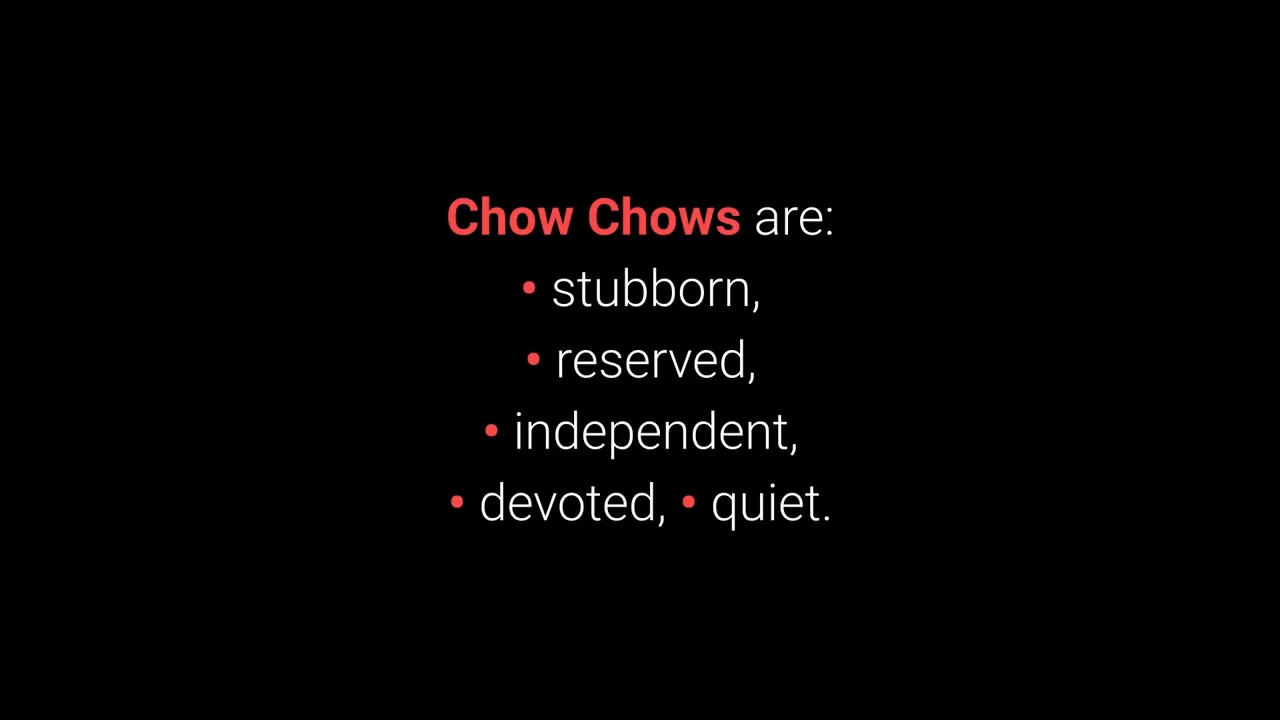 Chow Chows are:
• stubborn,
• reserved,
• independent,
• devoted, • quiet.